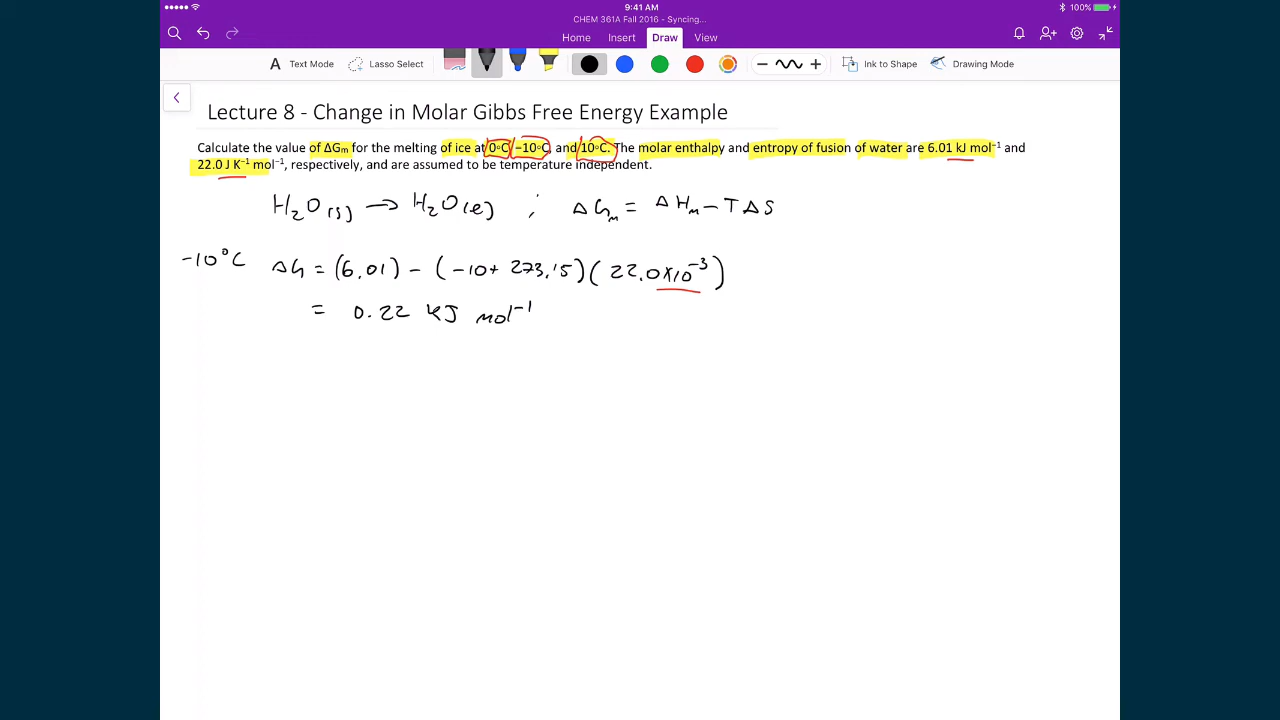 9:41 AM
100%
CHEM 361A Fall 2016 - Syncing...
Home Insert Draw View
A Text Mode Lasso Select Ink to Shape Drawing Mode
Lecture 8 - Change in Molar Gibbs Free Energy Example
Calculate the value of ΔGₘ for the melting of ice at 0°C, −10°C, and 10°C. The molar enthalpy and entropy of fusion of water are 6.01 kJ mol⁻¹ and
22.0 J K⁻¹ mol⁻¹, respectively, and are assumed to be temperature independent.
H₂O(s) → H₂O(ℓ) ; ΔGₘ = ΔHₘ − TΔS
-10°C ΔG = (6.01) − (−10+ 273.15)(22.0×10⁻³)
= 0.22 kJ mol⁻¹